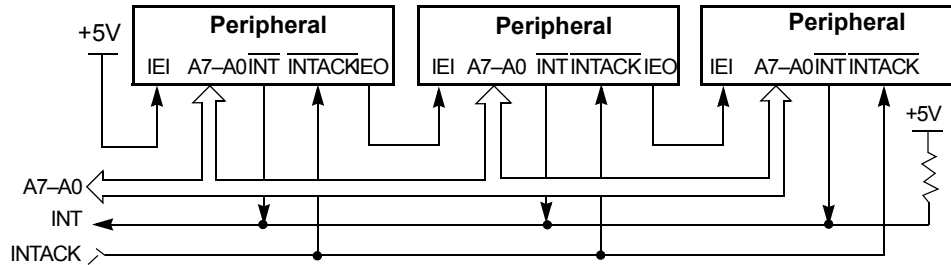 Peripheral Peripheral Peripheral
+5V
IEI A7–A0 INT INTACK IEO IEI A7–A0 INT INTACK IEO IEI A7–A0 INT INTACK
+5V
A7–A0
INT
INTACK